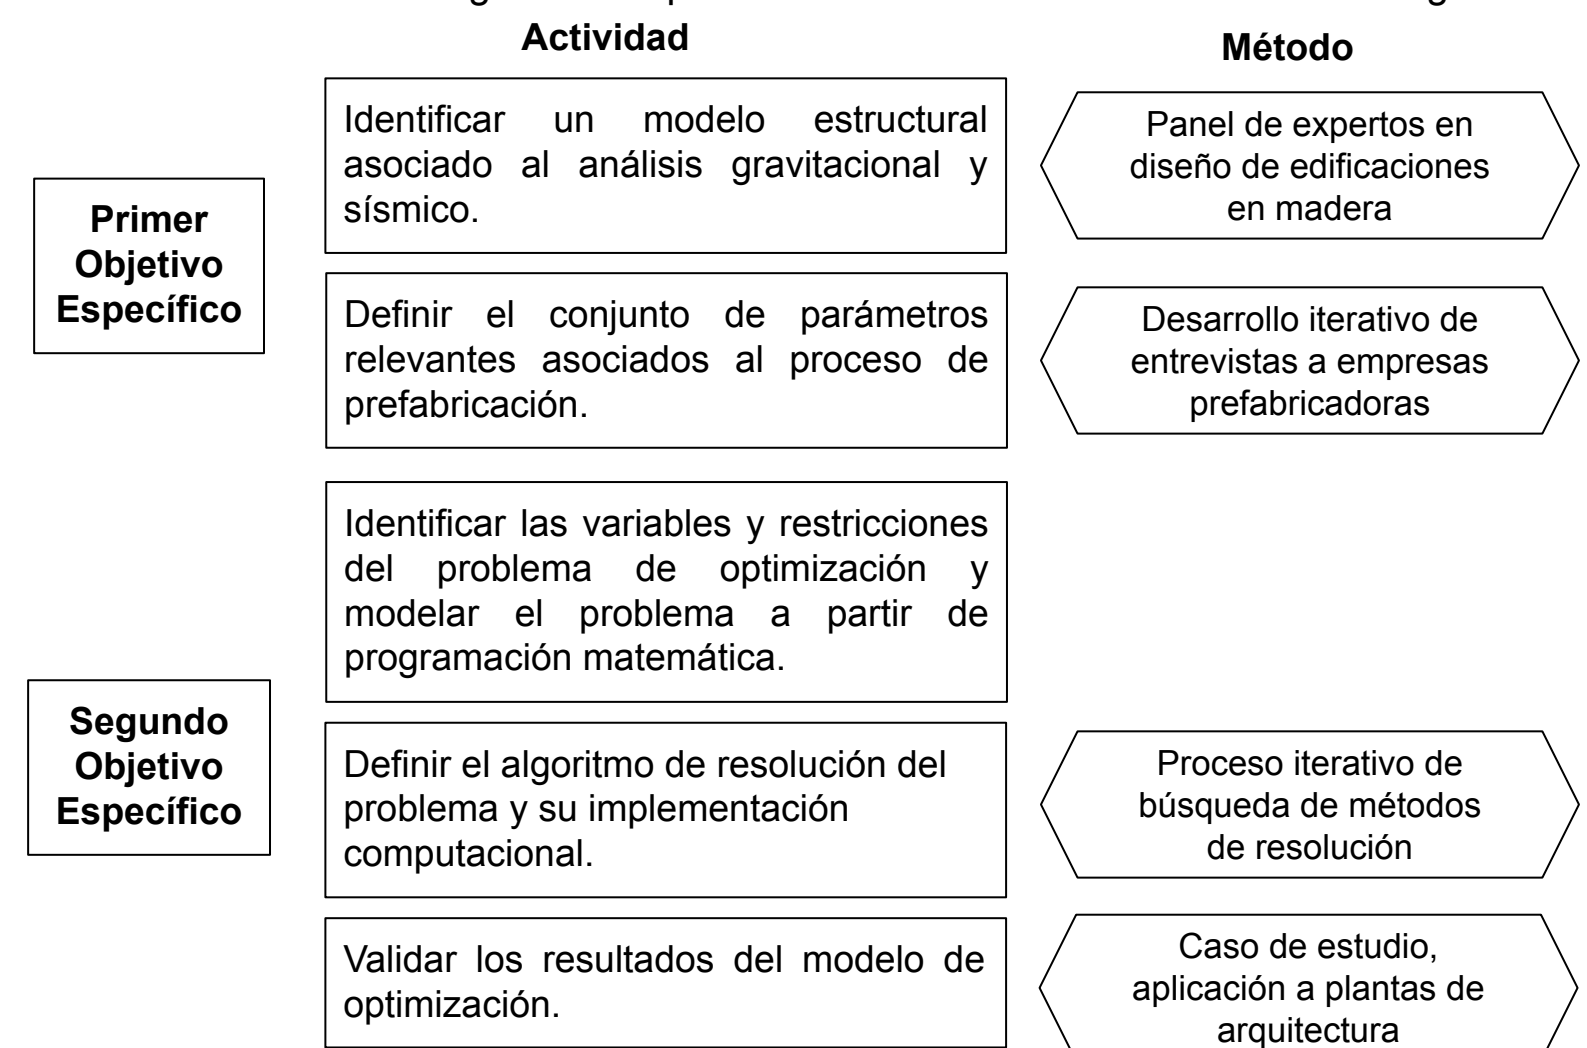 Actividad
Método
Primer
Objetivo
Específico
Identificar un modelo estructural
asociado al análisis gravitacional y
sísmico.
Panel de expertos en
diseño de edificaciones
en madera
Definir el conjunto de parámetros
relevantes asociados al proceso de
prefabricación.
Desarrollo iterativo de
entrevistas a empresas
prefabricadoras
Segundo
Objetivo
Específico
Identificar las variables y restricciones
del problema de optimización y
modelar el problema a partir de
programación matemática.
Definir el algoritmo de resolución del
problema y su implementación
computacional.
Proceso iterativo de
búsqueda de métodos
de resolución
Validar los resultados del modelo de
optimización.
Caso de estudio,
aplicación a plantas de
arquitectura